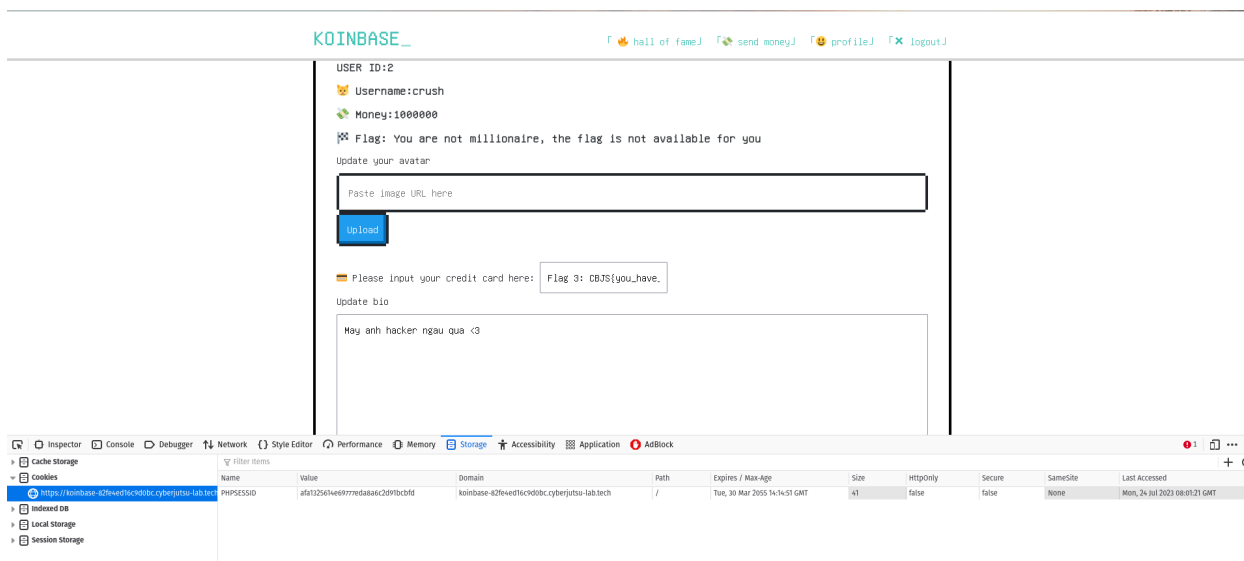 KOINBASE_
「🔥 hall of fame」 「💸 send money」 「😃 profile」 「❌ logout」
USER ID:2
😺 Username:crush
💸 Money:1000000
🏁 Flag: You are not millionaire, the flag is not available for you
Update your avatar
Paste image URL here
Upload
💳 Please input your credit card here: Flag 3: CBJS{you_have_
Update bio
May anh hacker ngau qua <3
Inspector Console Debugger Network {} Style Editor Performance Memory Storage Accessibility Application AdBlock 1
Cache Storage
Filter Items
Cookies
Name Value Domain Path Expires / Max-Age Size HttpOnly Secure SameSite Last Accessed
https://koinbase-82fe4ed16c9d0bc.cyberjutsu-lab.tech PHPSESSID afa1325614e69777eda8a6c2d91bcbfd koinbase-82fe4ed16c9d0bc.cyberjutsu-lab.tech / Tue, 30 Mar 2055 14:14:51 GMT 41 false false None Mon, 24 Jul 2023 08:01:21 GMT
Indexed DB
Local Storage
Session Storage